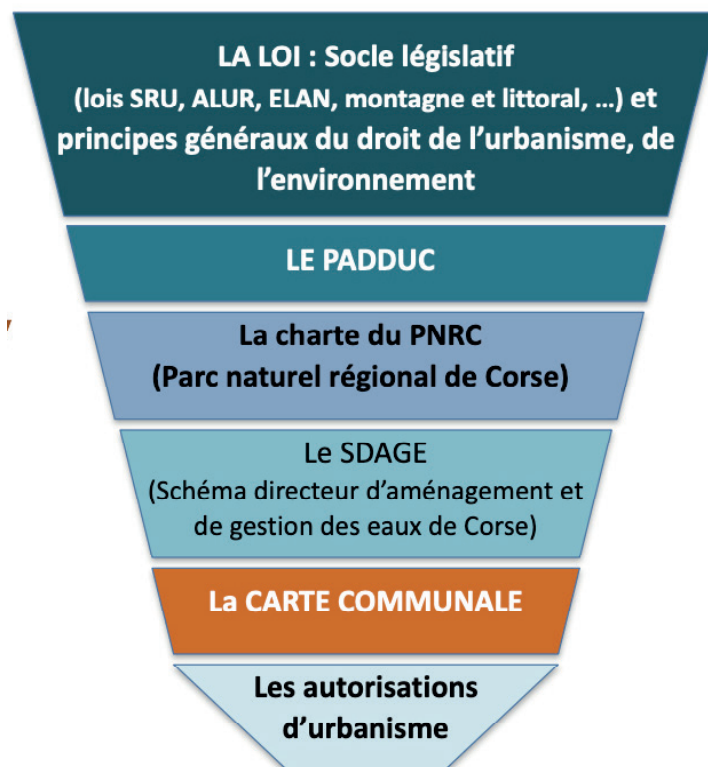 LA LOI : Socle législatif
(lois SRU, ALUR, ELAN, montagne et littoral, ...) et
principes généraux du droit de l'urbanisme, de
l'environnement
LE PADDUC
La charte du PNRC
(Parc naturel régional de Corse)
Le SDAGE
(Schéma directeur d'aménagement et
de gestion des eaux de Corse)
La CARTE COMMUNALE
Les autorisations
d'urbanisme